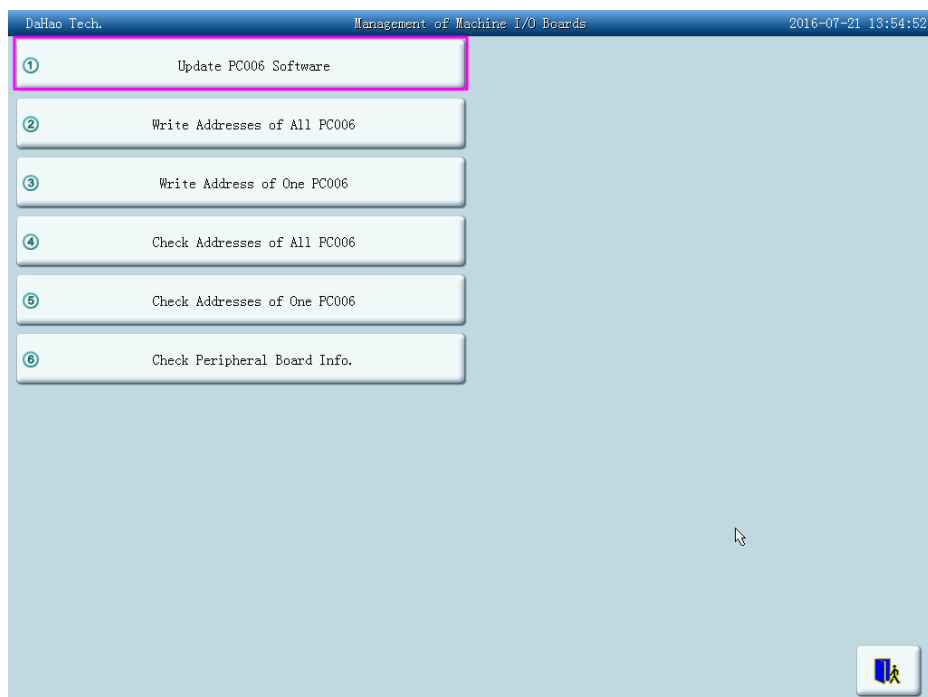 DaHao Tech. Management of Machine I/O Boards 2016-07-21 13:54:52
① Update PC006 Software
② Write Addresses of All PC006
③ Write Address of One PC006
④ Check Addresses of All PC006
⑤ Check Addresses of One PC006
⑥ Check Peripheral Board Info.